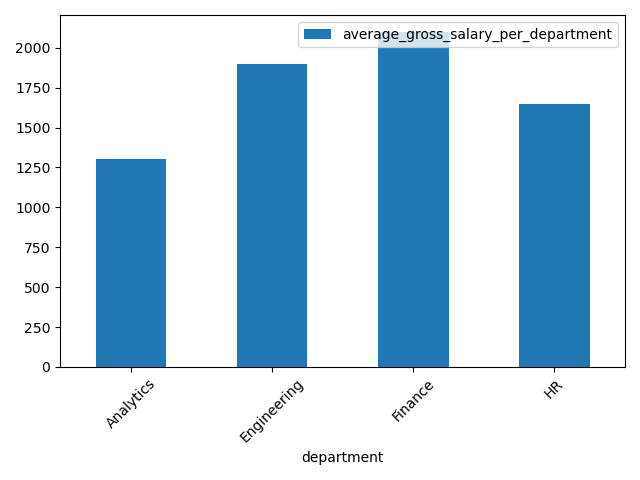 average_gross_salary_per_department
2000
1750
1500
1250
1000
750
500
250
0
Analytics
Engineering
Finance
HR
department